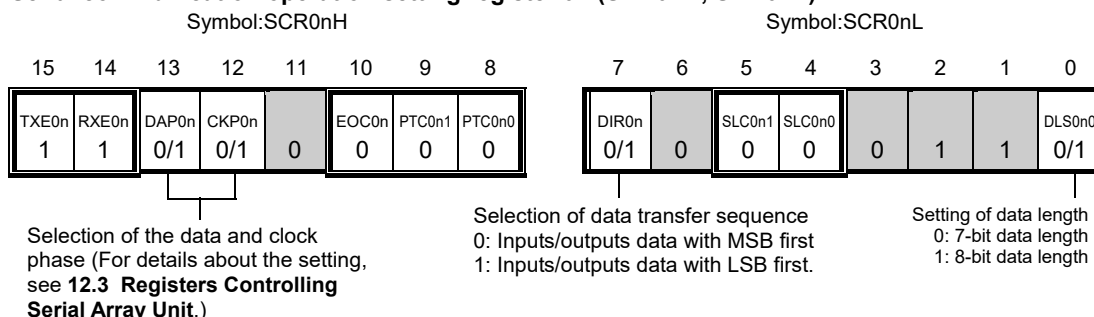 Symbol:SCR0nH
Symbol:SCR0nL
15 14 13 12 11 10 9 8
7 6 5 4 3 2 1 0
TXE0n RXE0n DAP0n CKP0n EOC0n PTC0n1 PTC0n0
DIR0n SLC0n1 SLC0n0 DLS0n0
1 1 0/1 0/1 0 0 0 0
0/1 0 0 0 0 1 1 0/1
Selection of the data and clock
phase (For details about the setting,
see 12.3 Registers Controlling
Serial Array Unit.)
Selection of data transfer sequence
0: Inputs/outputs data with MSB first
1: Inputs/outputs data with LSB first.
Setting of data length
0: 7-bit data length
1: 8-bit data length